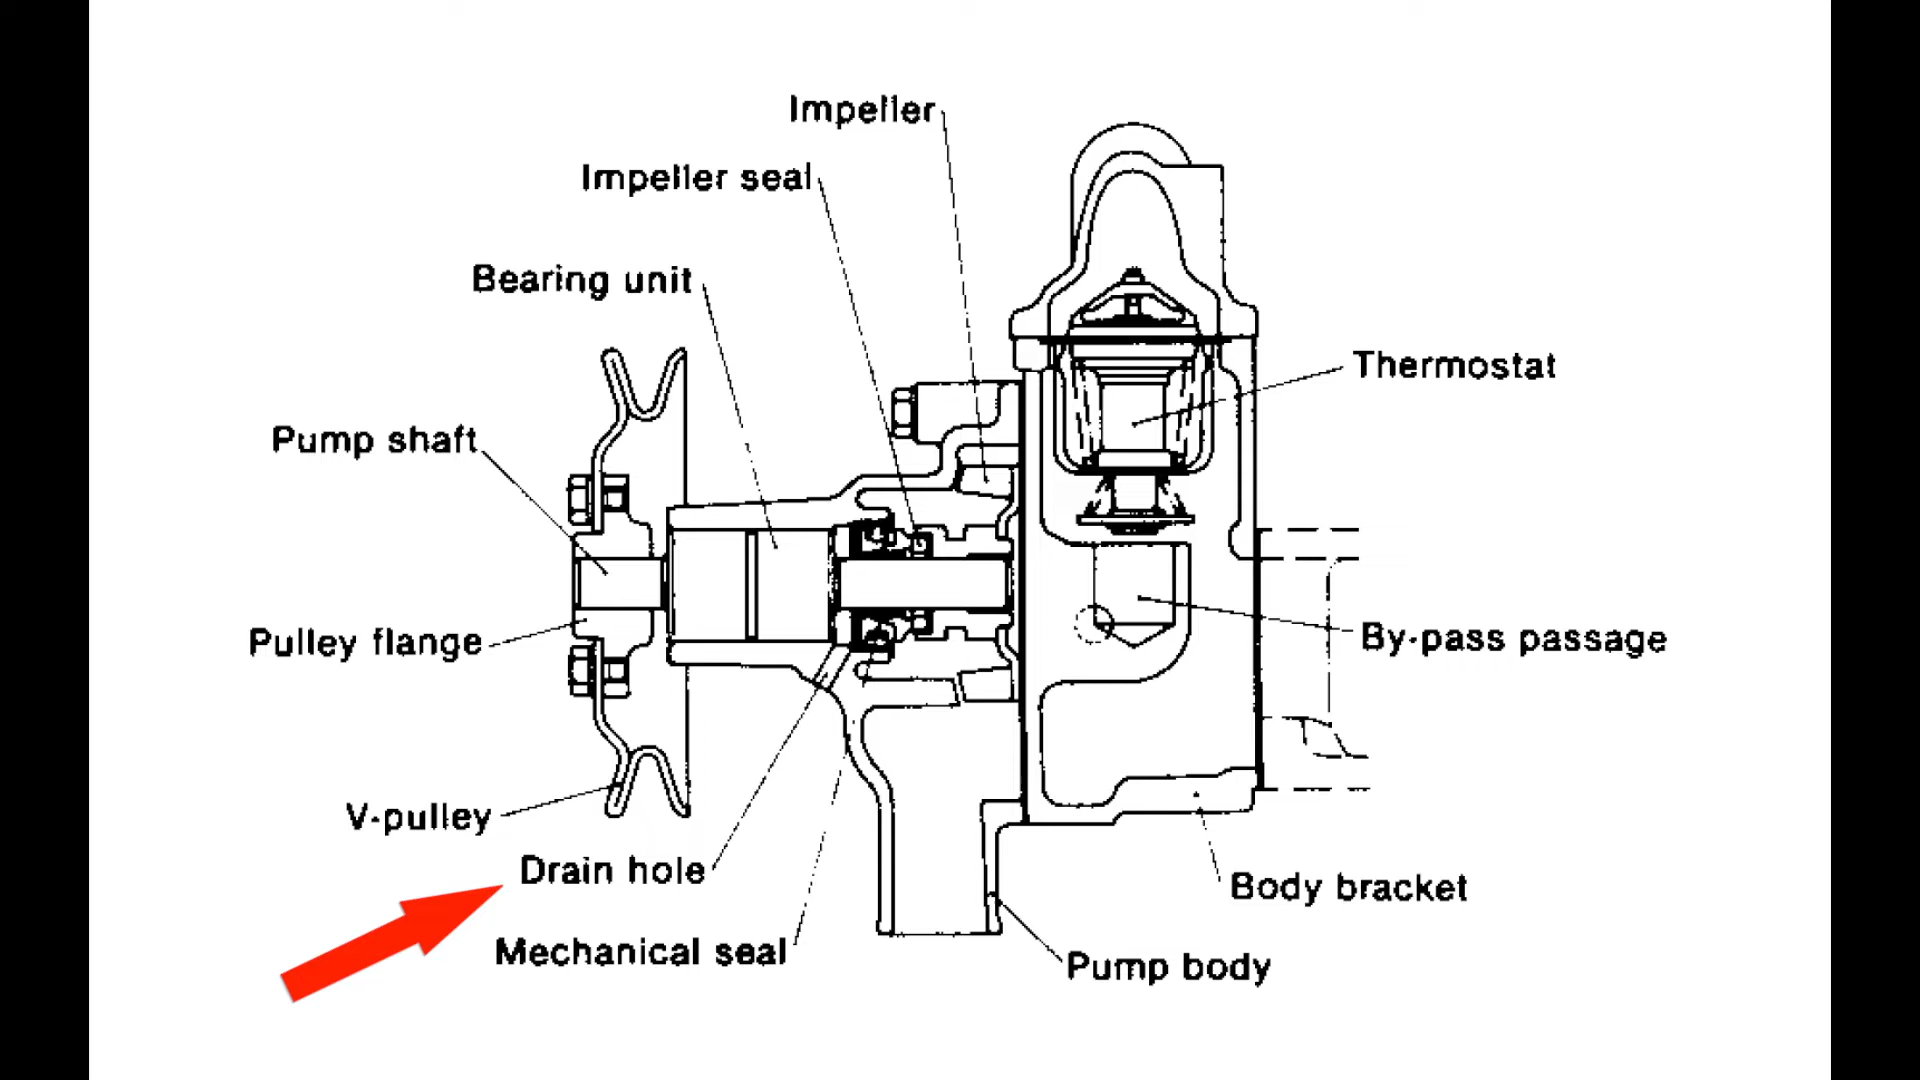 Impeller
Impeller seal
Bearing unit
Thermostat
Pump shaft
Pulley flange
By-pass passage
V-pulley
Drain hole
Body bracket
Mechanical seal
Pump body